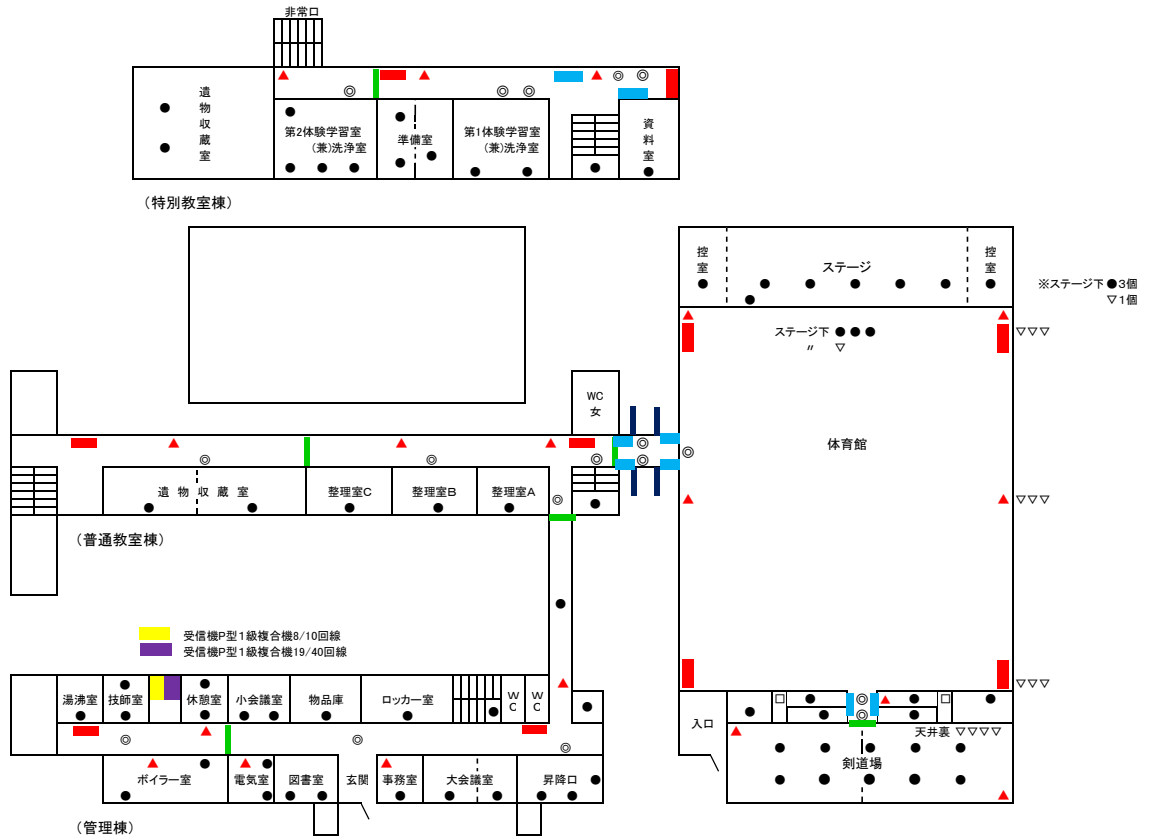 非常口
遺物収蔵室
第2体験学習室
(兼)洗浄室
準備室
第1体験学習室
(兼)洗浄室
資料室
（特別教室棟）
控室
ステージ
控室
※ステージ下 ●3個
▽1個
ステージ下 ●●●
〃 ▽
▽▽▽
WC
女
体育館
遺物収蔵室
整理室C
整理室B
整理室A
▽▽▽
（普通教室棟）
受信機P型1級複合機8/10回線
受信機P型1級複合機19/40回線
▽▽▽
湯沸室
技師室
休憩室
小会議室
物品庫
ロッカー室
WC
WC
入口
天井裏 ▽▽▽▽
剣道場
ボイラー室
電気室
図書室
玄関
事務室
大会議室
昇降口
（管理棟）